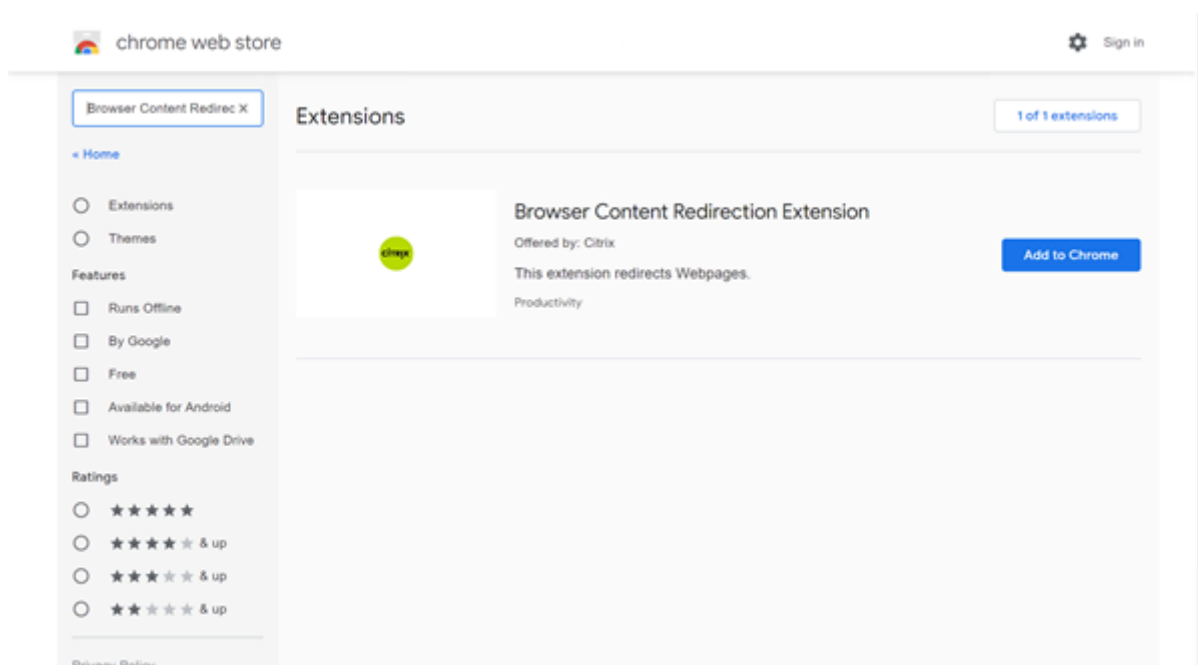 chrome web store
Sign in
Browser Content Redirec
« Home
Extensions
Themes
Features
Runs Offline
By Google
Free
Available for Android
Works with Google Drive
Ratings
& up
& up
& up
Privacy Policy
Extensions
1 of 1 extensions
citrix
Browser Content Redirection Extension
Offered by: Citrix
This extension redirects Webpages.
Productivity
Add to Chrome